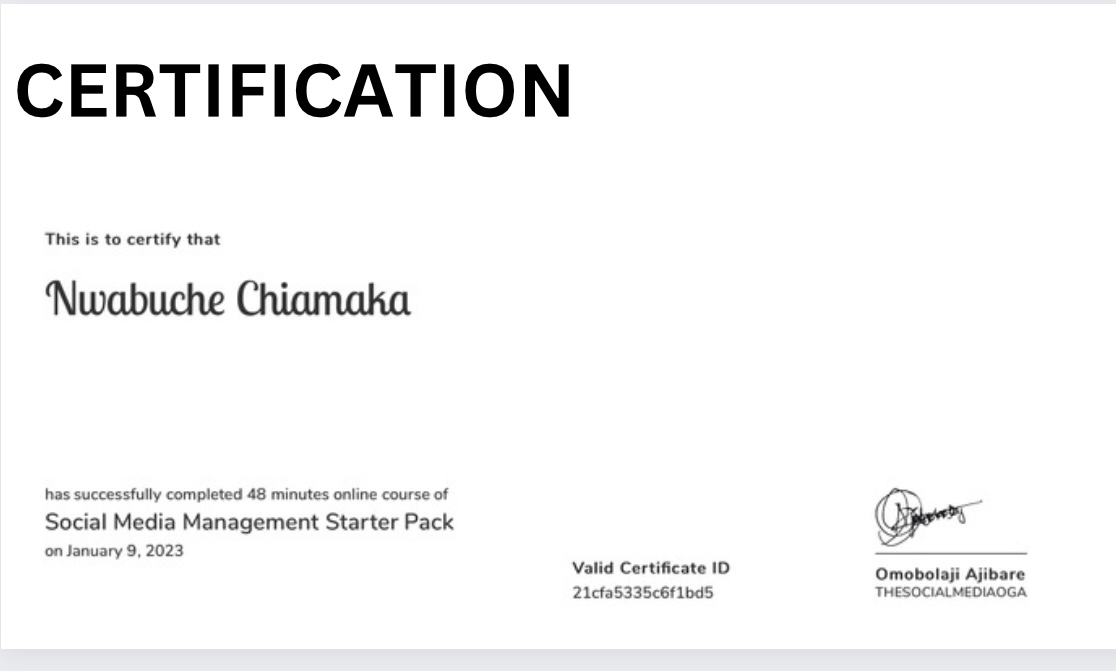 CERTIFICATION
This is to certify that
Nwabuche Chiamaka
has successfully completed 48 minutes online course of
Social Media Management Starter Pack
on January 9, 2023
Valid Certificate ID
21cfa5335c6f1bd5
Omobolaji Ajibare
THESOCIALMEDIAOGA